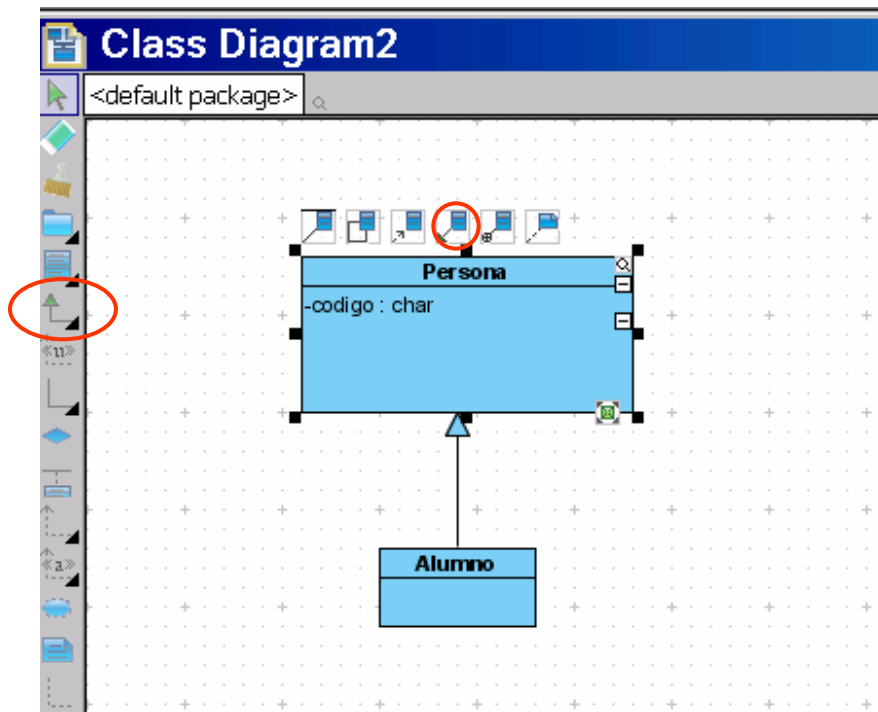 Class Diagram2
<default package>
Persona
-codigo : char
«u»
«a»
Alumno